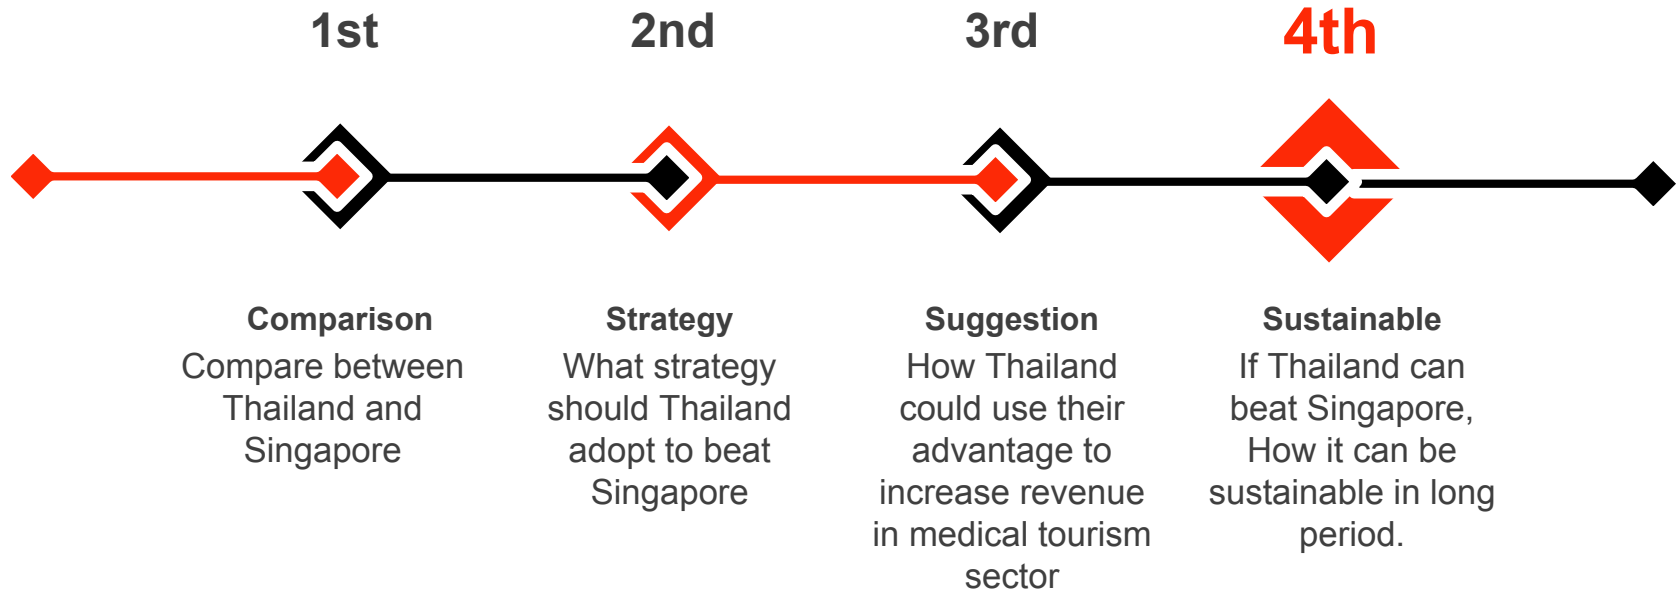 1st
2nd
3rd
4th
Comparison
Compare between
Thailand and
Singapore
Strategy
What strategy
should Thailand
adopt to beat
Singapore
Suggestion
How Thailand
could use their
advantage to
increase revenue
in medical tourism
sector
Sustainable
If Thailand can
beat Singapore,
How it can be
sustainable in long
period.